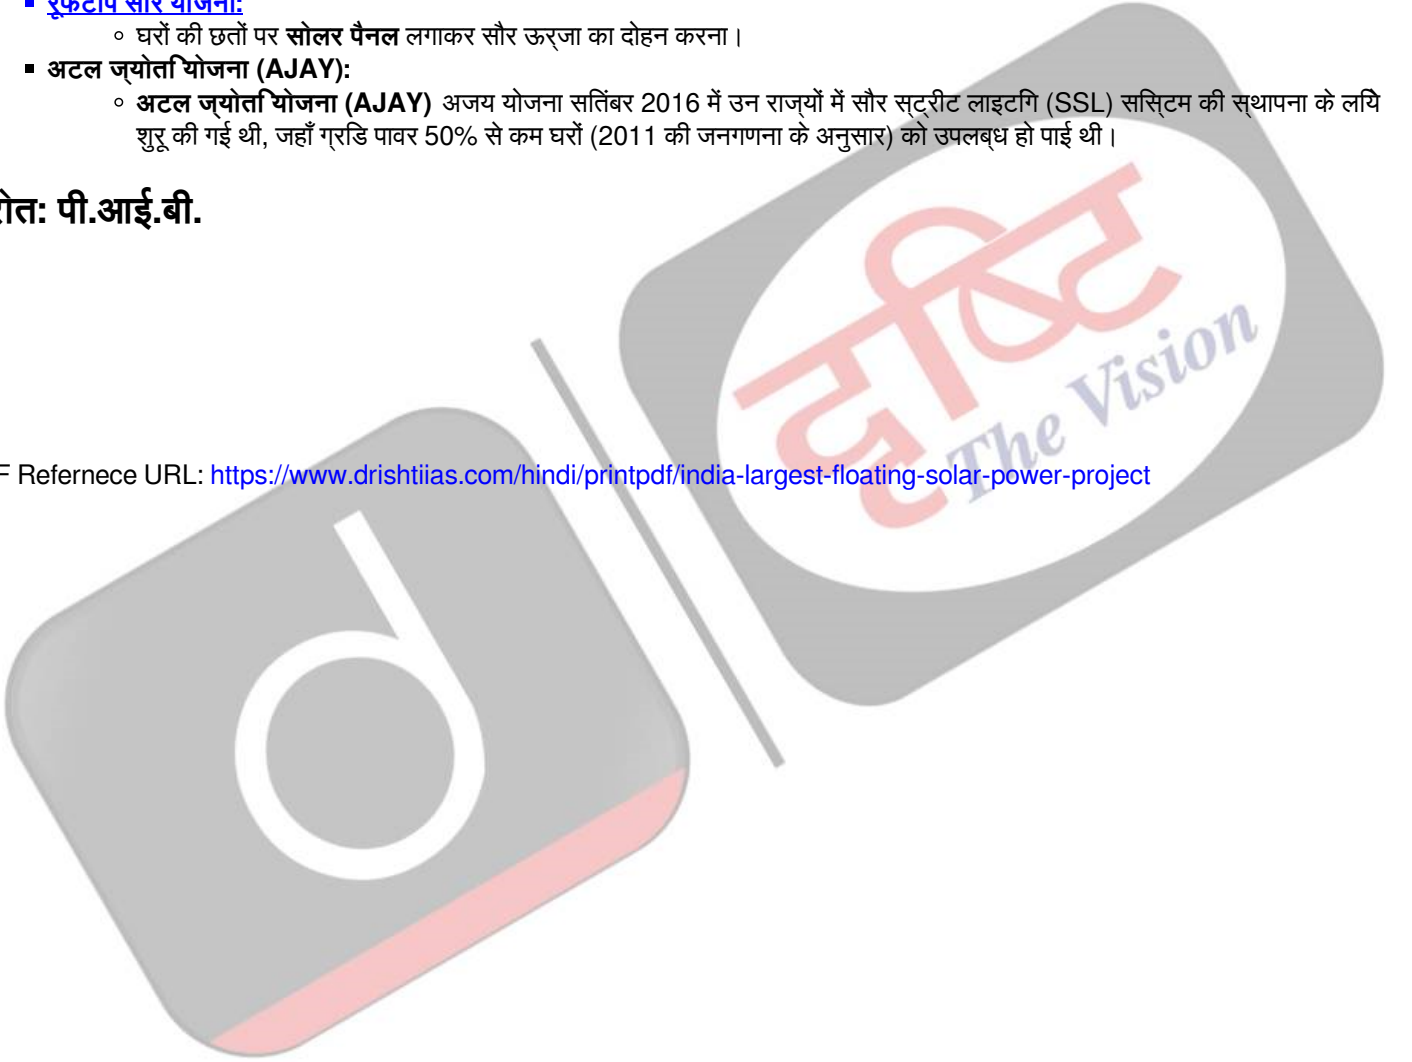 रूफटॉप सौर योजना:
घरों की छतों पर सोलर पैनल लगाकर सौर ऊर्जा का दोहन करना।
अटल ज्योति योजना (AJAY):
अटल ज्योति योजना (AJAY) अजय योजना सितंबर 2016 में उन राज्यों में सौर स्ट्रीट लाइटिंग (SSL) सिस्टम की स्थापना के लिये
शुरू की गई थी, जहाँ ग्रिड पावर 50% से कम घरों (2011 की जनगणना के अनुसार) को उपलब्ध हो पाई थी।
पी.आई.बी.
दृष्टि
The Vision
F Refernece URL: https://www.drishtiias.com/hindi/printpdf/india-largest-floating-solar-power-project
d